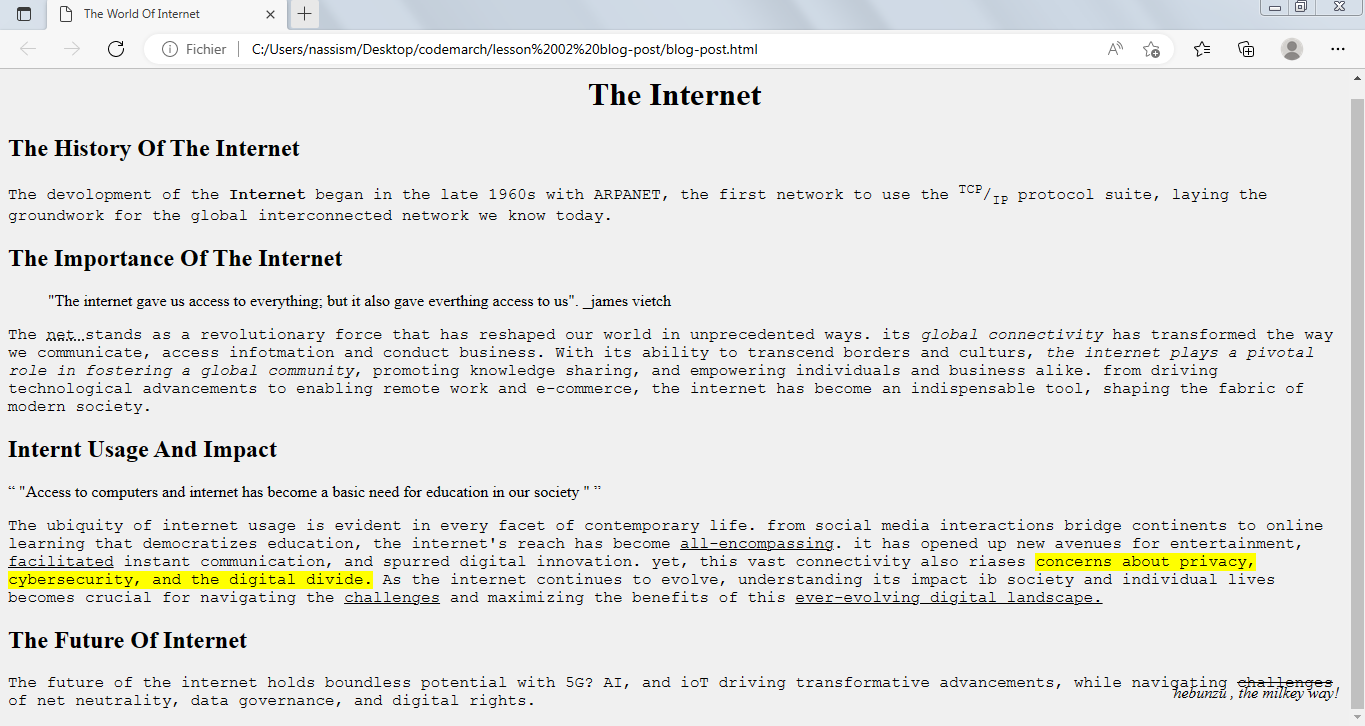 The World Of Internet
Fichier C:/Users/nassism/Desktop/codemarch/lesson%2002%20blog-post/blog-post.html
The Internet
The History Of The Internet
The devolopment of the Internet began in the late 1960s with ARPANET, the first network to use the TCP/IP protocol suite, laying the
groundwork for the global interconnected network we know today.
The Importance Of The Internet
"The internet gave us access to everything; but it also gave everthing access to us". _james vietch
The net stands as a revolutionary force that has reshaped our world in unprecedented ways. its global connectivity has transformed the way
we communicate, access infotmation and conduct business. With its ability to transcend borders and culturs, the internet plays a pivotal
role in fostering a global community, promoting knowledge sharing, and empowering individuals and business alike. from driving
technological advancements to enabling remote work and e-commerce, the internet has become an indispensable tool, shaping the fabric of
modern society.
Internt Usage And Impact
“ "Access to computers and internet has become a basic need for education in our society " ”
The ubiquity of internet usage is evident in every facet of contemporary life. from social media interactions bridge continents to online
learning that democratizes education, the internet's reach has become all-encompassing. it has opened up new avenues for entertainment,
facilitated instant communication, and spurred digital innovation. yet, this vast connectivity also riases concerns about privacy,
cybersecurity, and the digital divide. As the internet continues to evolve, understanding its impact ib society and individual lives
becomes crucial for navigating the challenges and maximizing the benefits of this ever-evolving digital landscape.
The Future Of Internet
The future of the internet holds boundless potential with 5G? AI, and ioT driving transformative advancements, while navigating challenges
of net neutrality, data governance, and digital rights.
hebunzu , the milkey way!